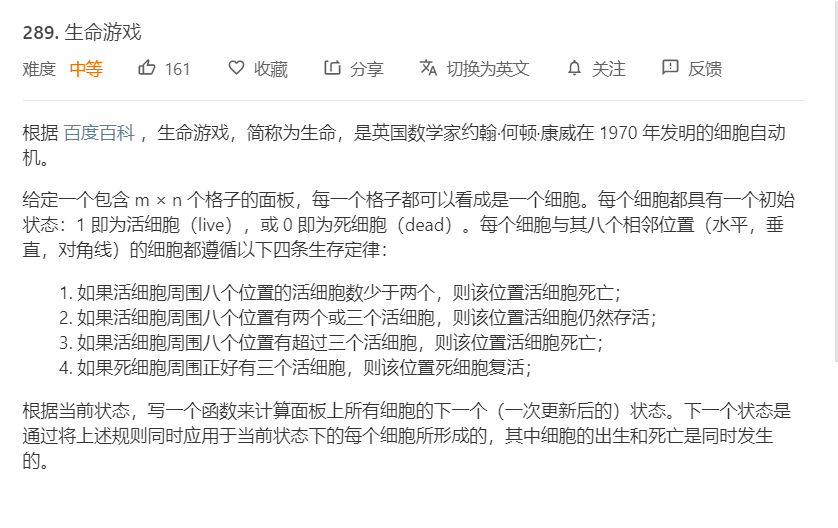 289. 生命游戏
难度 中等 161 收藏 分享 切换为英文 关注 反馈
根据 百度百科 ，生命游戏，简称为生命，是英国数学家约翰·何顿·康威在 1970 年发明的细胞自动
机。
给定一个包含 m × n 个格子的面板，每一个格子都可以看成是一个细胞。每个细胞都具有一个初始
状态：1 即为活细胞（live），或 0 即为死细胞（dead）。每个细胞与其八个相邻位置（水平，垂
直，对角线）的细胞都遵循以下四条生存定律：
1. 如果活细胞周围八个位置的活细胞数少于两个，则该位置活细胞死亡；
2. 如果活细胞周围八个位置有两个或三个活细胞，则该位置活细胞仍然存活；
3. 如果活细胞周围八个位置有超过三个活细胞，则该位置活细胞死亡；
4. 如果死细胞周围正好有三个活细胞，则该位置死细胞复活；
根据当前状态，写一个函数来计算面板上所有细胞的下一个（一次更新后的）状态。下一个状态是
通过将上述规则同时应用于当前状态下的每个细胞所形成的，其中细胞的出生和死亡是同时发生
的。